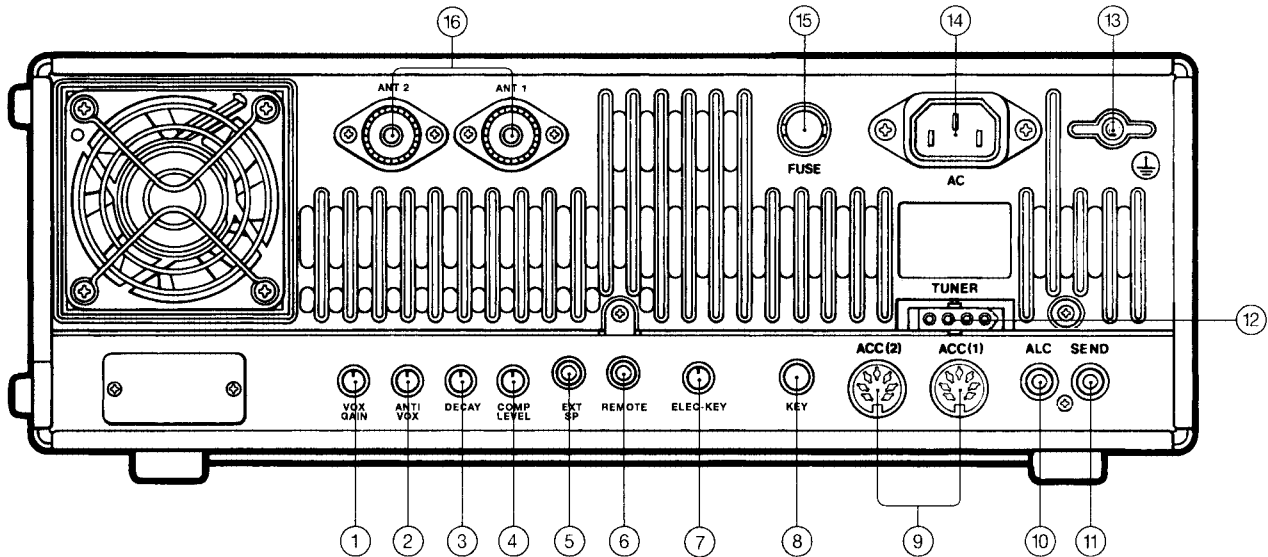 16 15 14 13
ANT 2 ANT 1
FUSE
AC
TUNER
12
ACC(2) ACC(1) ALC SEND
VOX GAIN
ANTI VOX
DECAY
COMP LEVEL
EXT SP
REMOTE
ELEC-KEY
KEY
1 2 3 4 5 6 7 8 9 10 11